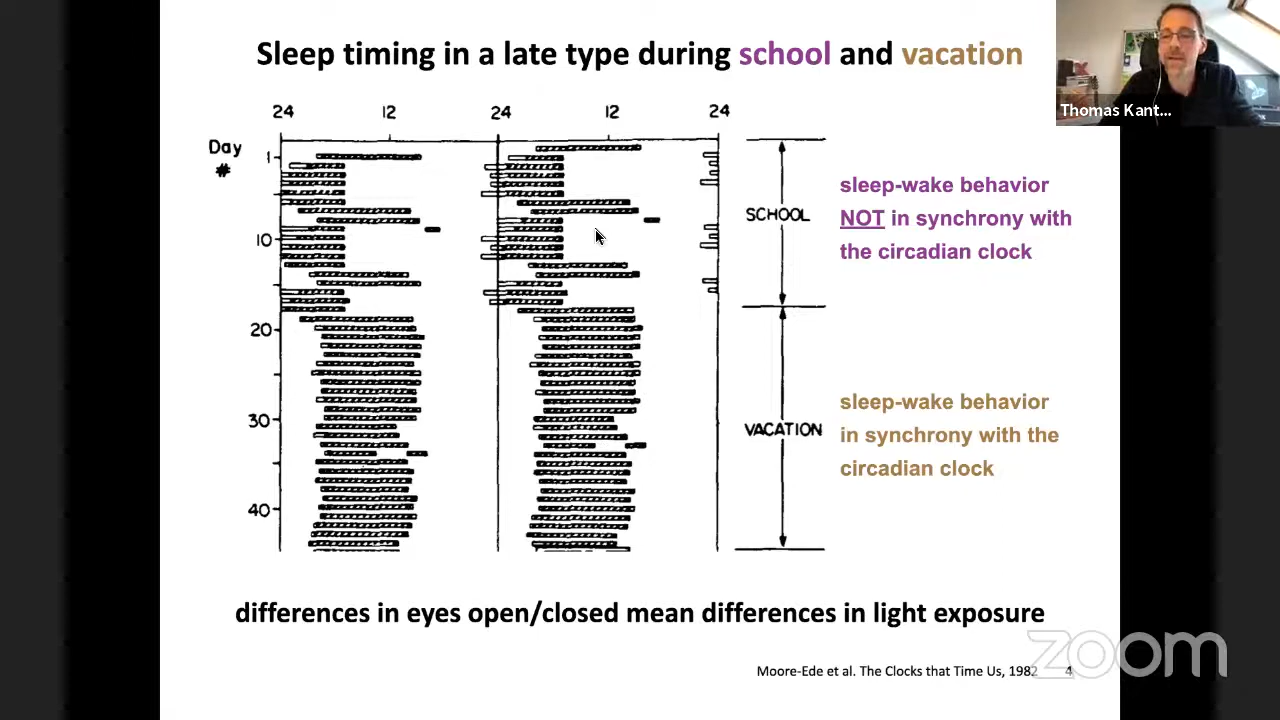 Sleep timing in a late type during school and vacation
Thomas Kant...
24 12 24 12 24
Day
#
1
10
20
30
40
SCHOOL
sleep-wake behavior
NOT in synchrony with
the circadian clock
VACATION
sleep-wake behavior
in synchrony with the
circadian clock
differences in eyes open/closed mean differences in light exposure
zoom
Moore-Ede et al. The Clocks that Time Us, 1982 4